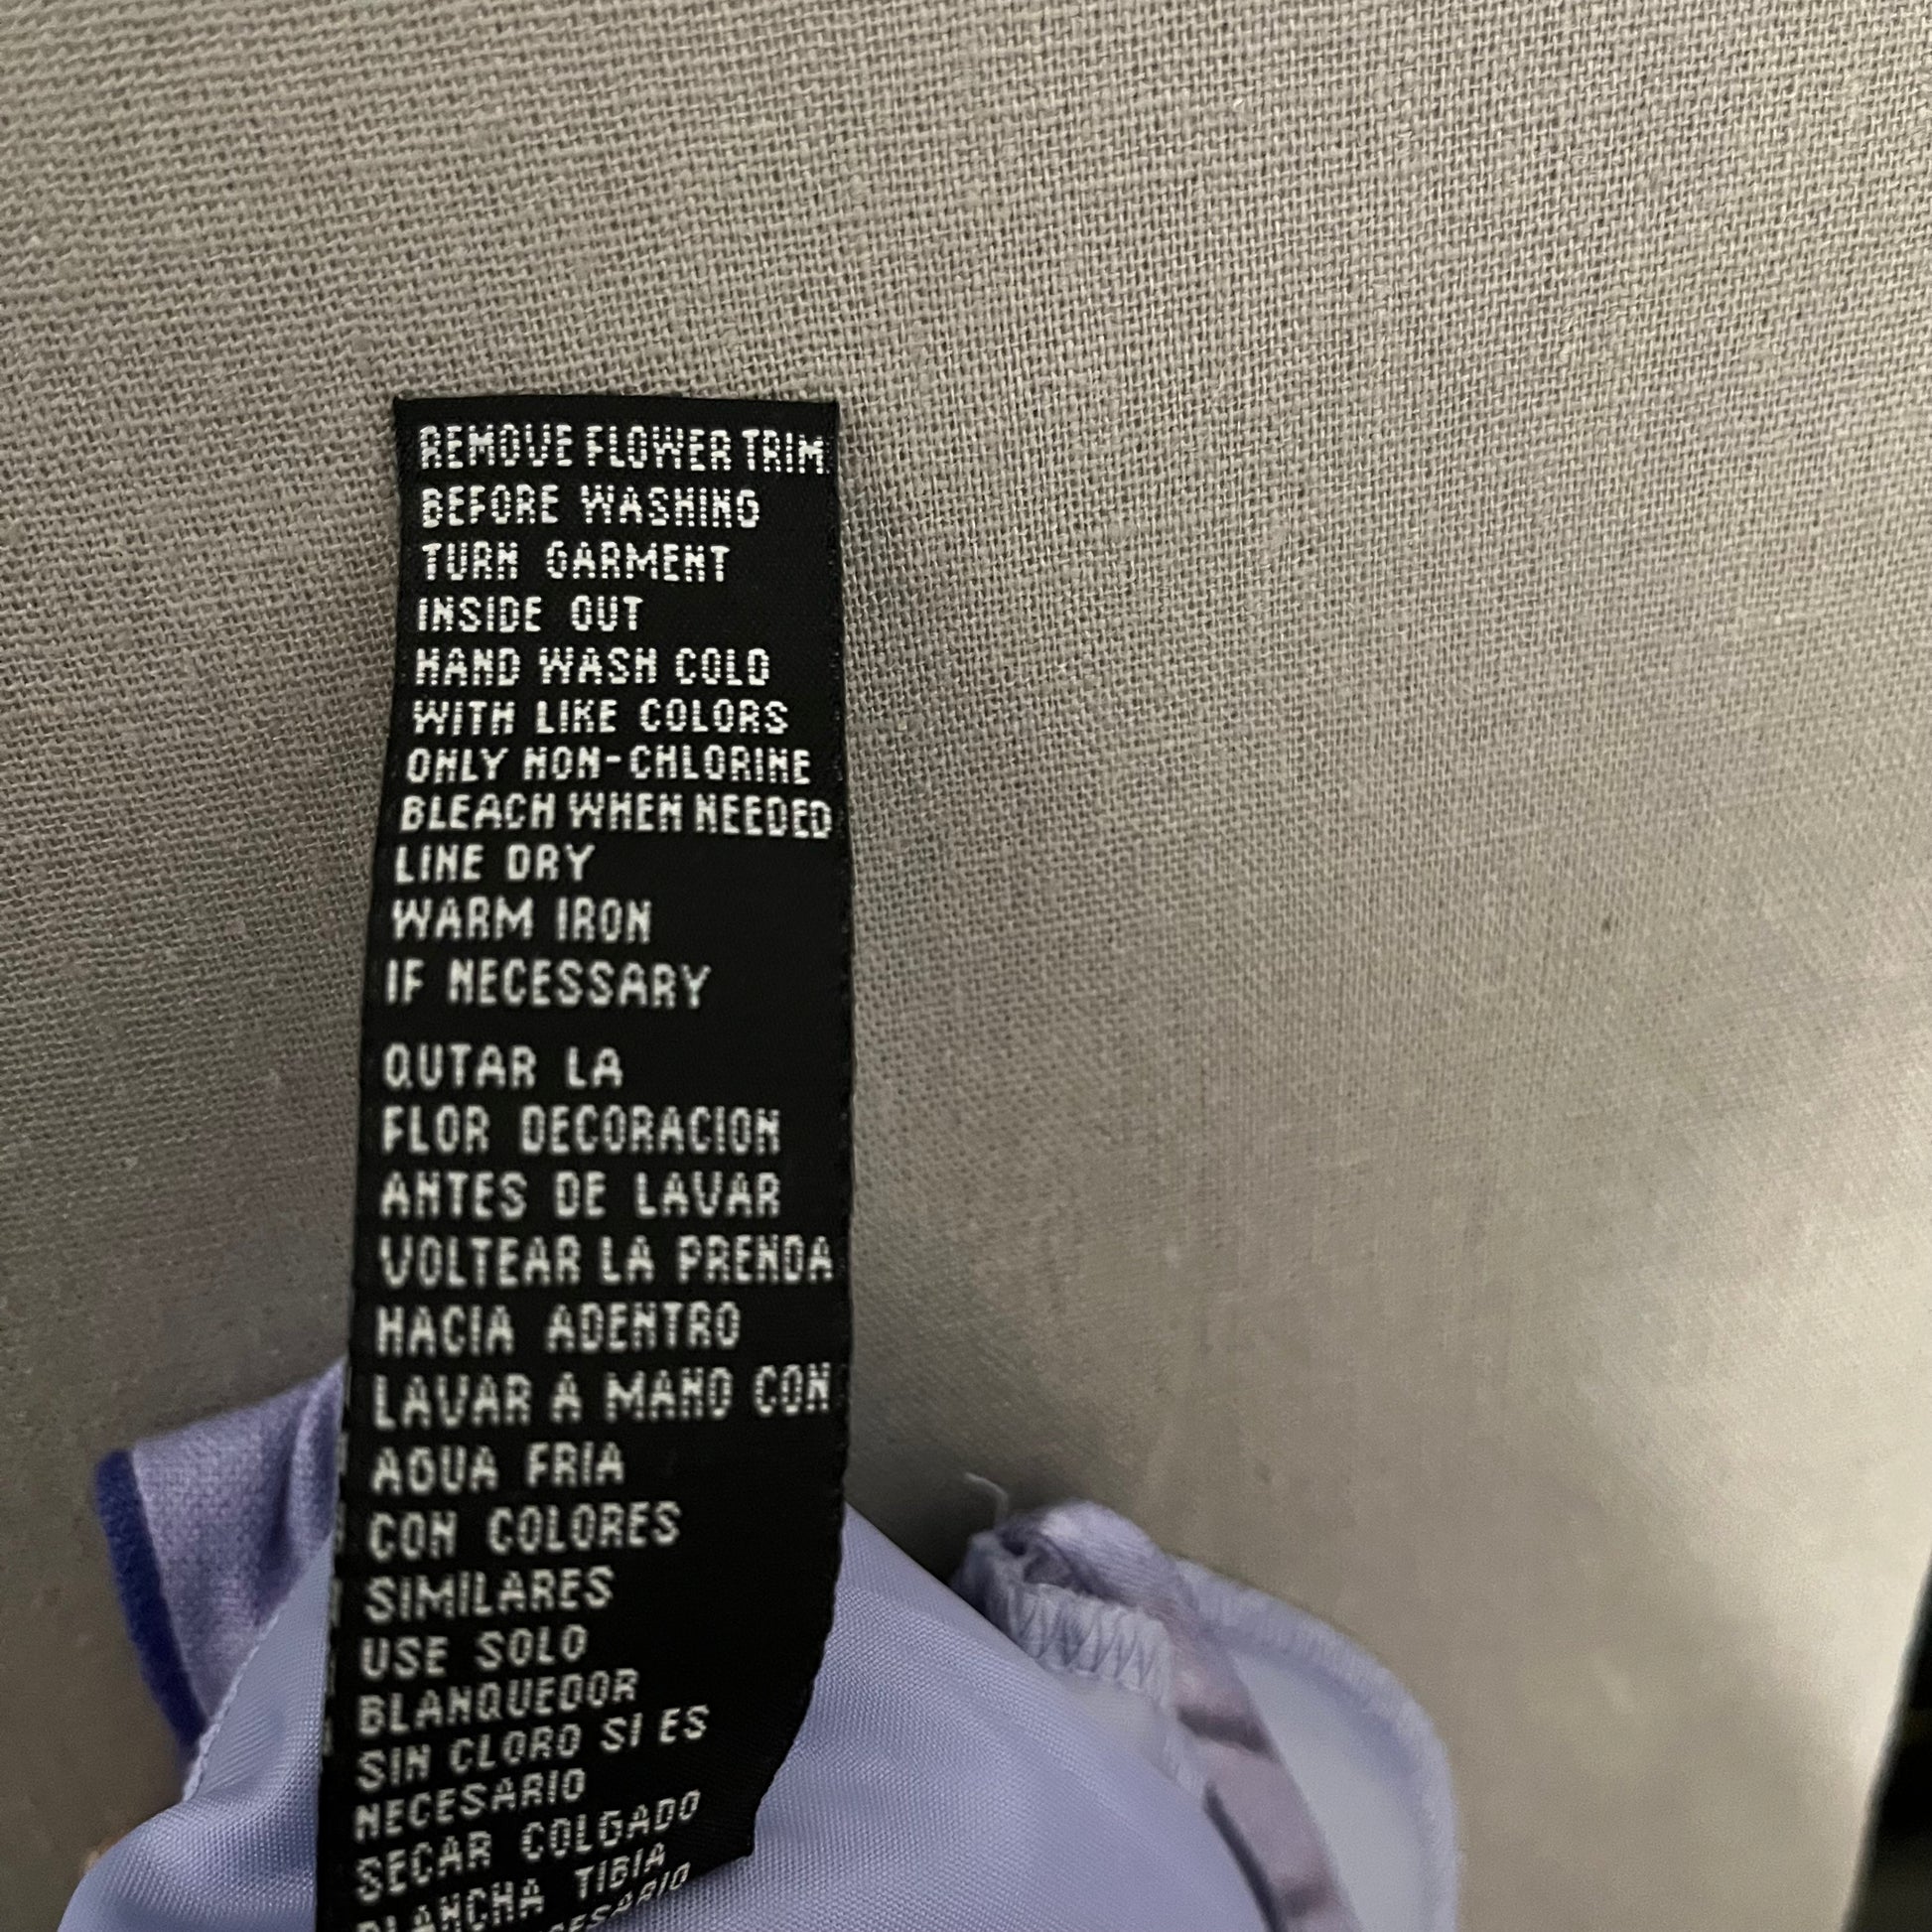 REMOVE FLOWER TRIM
BEFORE WASHING
TURN GARMENT
INSIDE OUT
HAND WASH COLD
WITH LIKE COLORS
ONLY NON-CHLORINE
BLEACH WHEN NEEDED
LINE DRY
WARM IRON
IF NECESSARY
QUTAR LA
FLOR DECORACION
ANTES DE LAVAR
VOLTEAR LA PRENDA
HACIA ADENTRO
LAVAR A MANO CON
AGUA FRIA
CON COLORES
SIMILARES
USE SOLO
BLANQUEDOR
SIN CLORO SI ES
NECESARIO
SECAR COLGADO
PLANCHA TIBIA